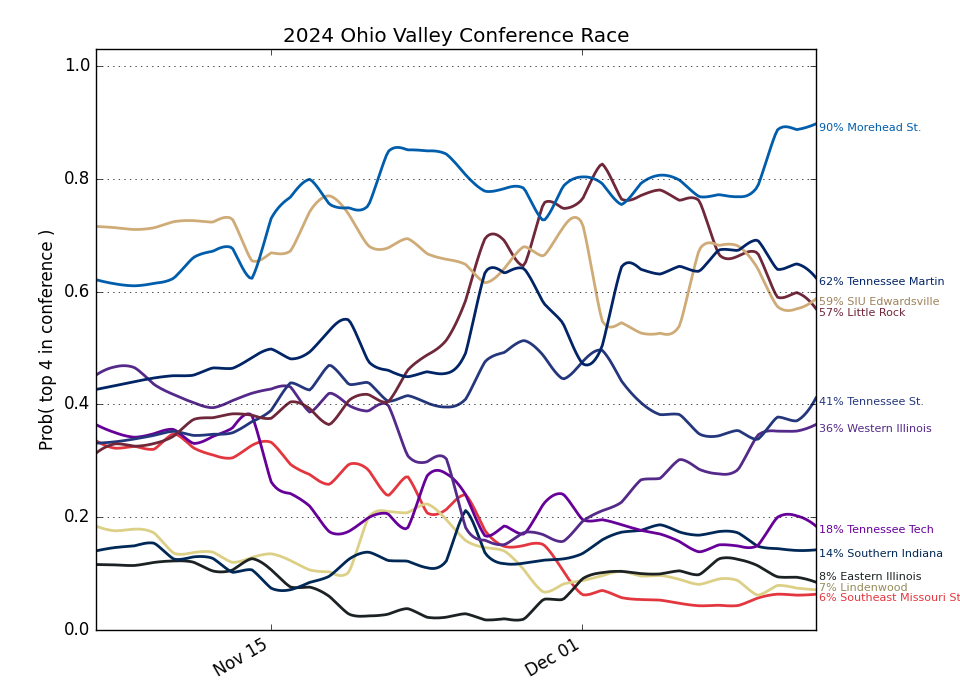 2024 Ohio Valley Conference Race
Prob( top 4 in conference )
1.0
0.8
0.6
0.4
0.2
0.0
Nov 15
Dec 01
90% Morehead St.
62% Tennessee Martin
59% SIU Edwardsville
57% Little Rock
41% Tennessee St.
36% Western Illinois
18% Tennessee Tech
14% Southern Indiana
8% Eastern Illinois
7% Lindenwood
6% Southeast Missouri St